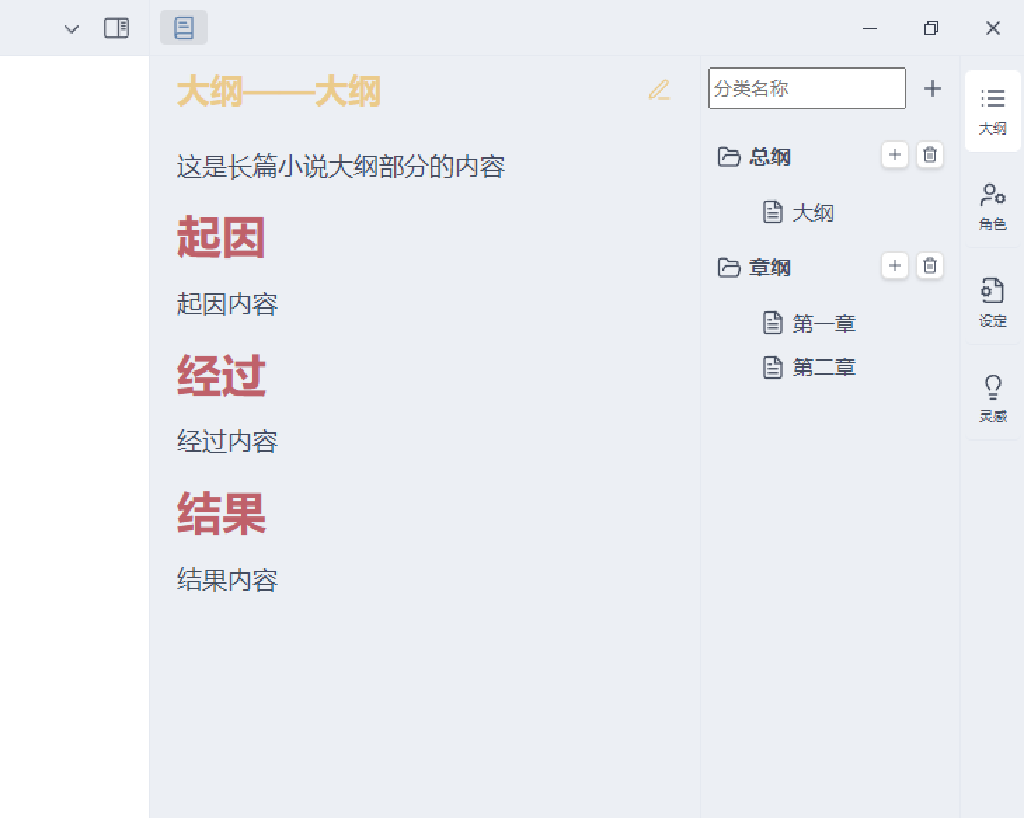 大纲——大纲
这是长篇小说大纲部分的内容
起因
起因内容
经过
经过内容
结果
结果内容
分类名称
总纲
大纲
章纲
第一章
第二章
大纲
角色
设定
灵感